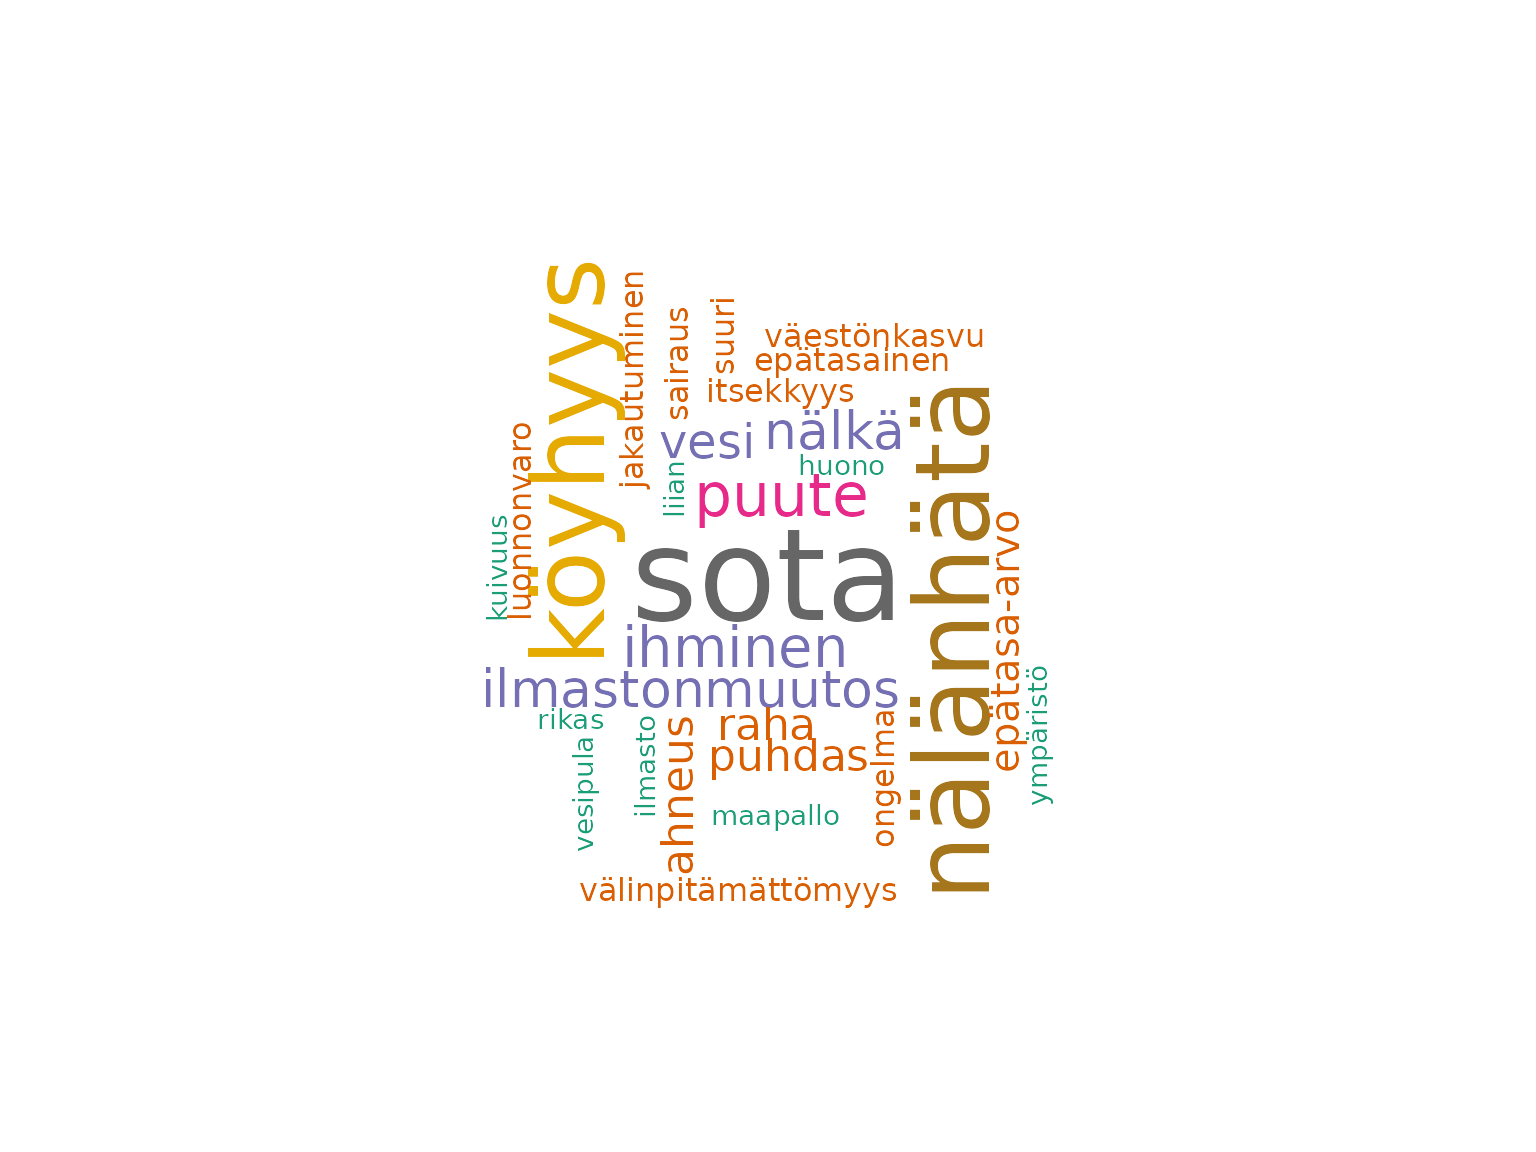 köyhyys
jakautuminen
sairaus
suuri
väestönkasvu
epätasainen
itsekkyys
nälkä
vesi
huono
liian
puute
luonnonvaro
kuivuus
sota
nälänhätä
epätasa-arvo
ihminen
ilmastonmuutos
ympäristö
rikas
raha
puhdas
vesipula
ilmasto
ahneus
ongelma
maapallo
välinpitämättömyys